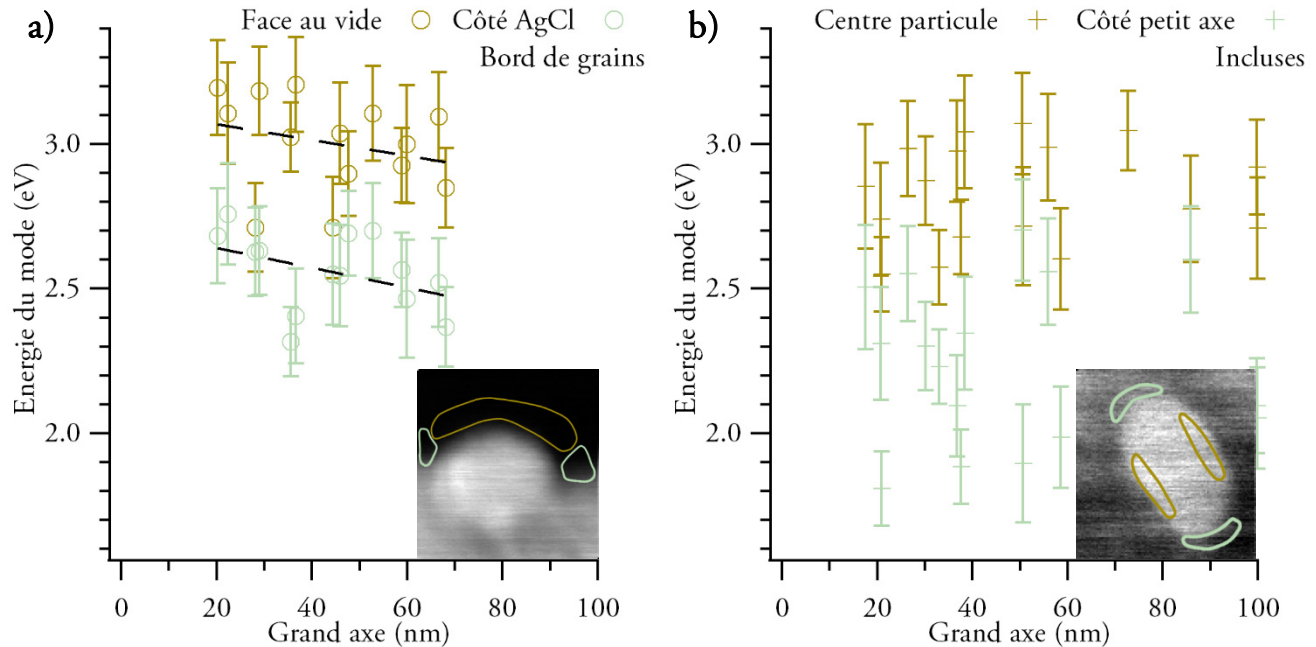 a)
Face au vide Côté AgCl
Bord de grains
3.0
2.5
2.0
Energie du mode (eV)
0 20 40 60 80 100
Grand axe (nm)
b)
Centre particule Côté petit axe
Incluses
3.0
2.5
2.0
Energie du mode (eV)
0 20 40 60 80 100
Grand axe (nm)